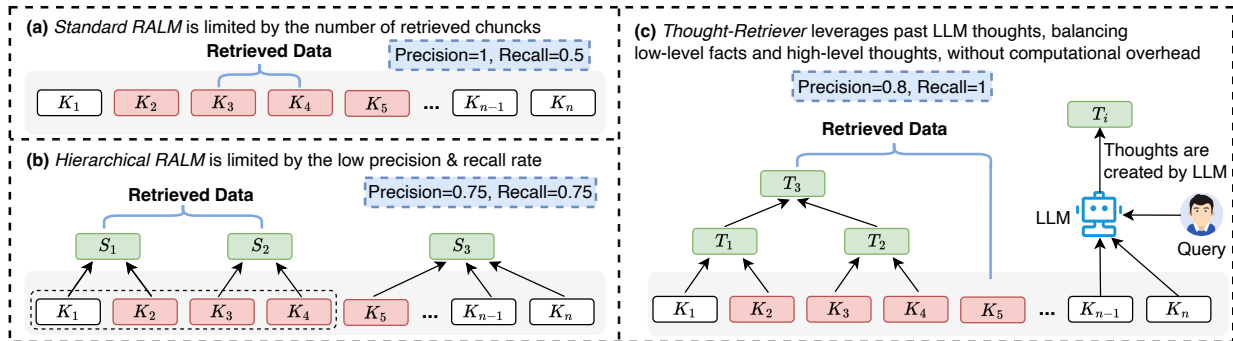 (a) Standard RALM is limited by the number of retrieved chuncks
Retrieved Data
Precision=1, Recall=0.5
K1 K2 K3 K4 K5 ... Kn−1 Kn
(b) Hierarchical RALM is limited by the low precision & recall rate
Retrieved Data
Precision=0.75, Recall=0.75
S1 S2 S3
K1 K2 K3 K4 K5 ... Kn−1 Kn
(c) Thought-Retriever leverages past LLM thoughts, balancing
low-level facts and high-level thoughts, without computational overhead
Precision=0.8, Recall=1
Retrieved Data
Ti
Thoughts are
created by LLM
T3
LLM
Query
T1 T2
K1 K2 K3 K4 K5 ... Kn−1 Kn